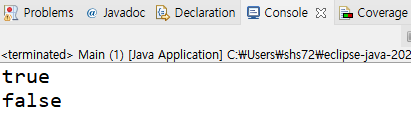 Problems @ Javadoc Declaration Console Coverage
<terminated> Main (1) [Java Application] C:₩Users₩shs72₩eclipse-java-202
true
false